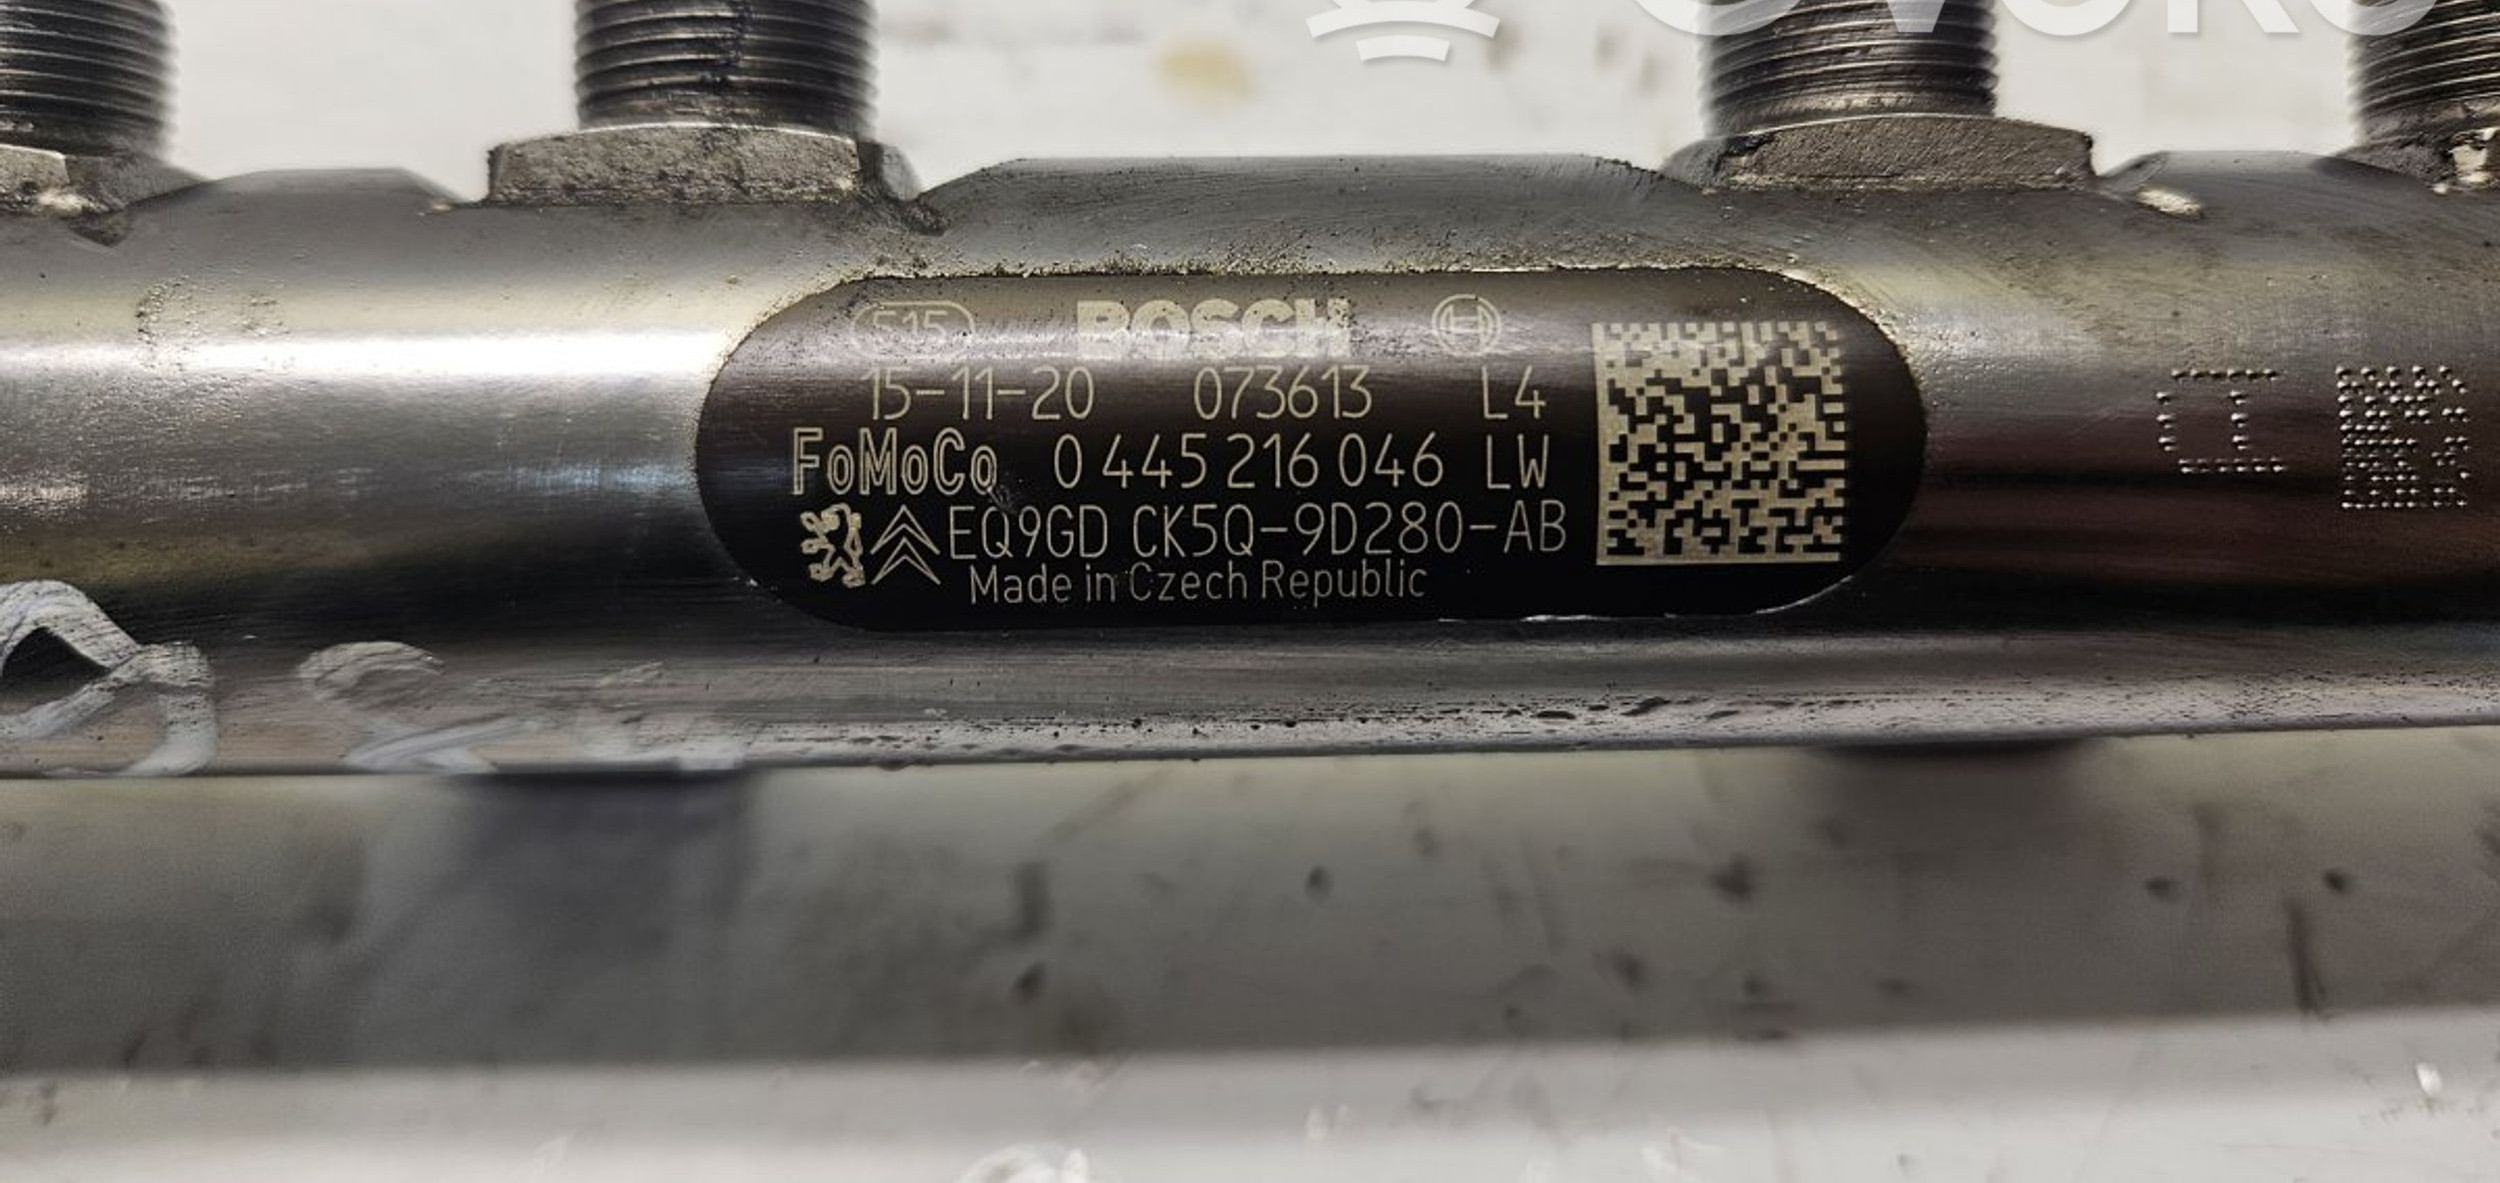 515 BOSCH
15-11-20 073613 L4
FoMoCo 0 445 216 046 LW
EQ9GD CK5Q-9D280-AB
Made in Czech Republic